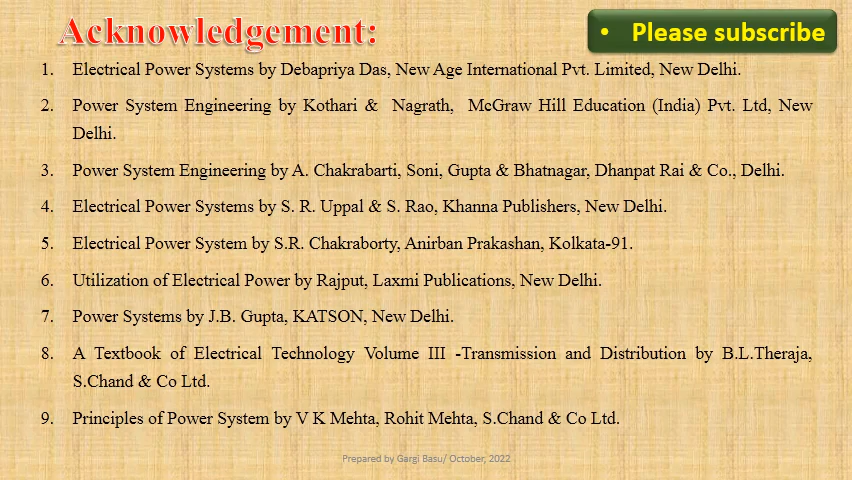 Acknowledgement:
• Please subscribe
1. Electrical Power Systems by Debapriya Das, New Age International Pvt. Limited, New Delhi.
2. Power System Engineering by Kothari & Nagrath, McGraw Hill Education (India) Pvt. Ltd, New
Delhi.
3. Power System Engineering by A. Chakrabarti, Soni, Gupta & Bhatnagar, Dhanpat Rai & Co., Delhi.
4. Electrical Power Systems by S. R. Uppal & S. Rao, Khanna Publishers, New Delhi.
5. Electrical Power System by S.R. Chakraborty, Anirban Prakashan, Kolkata-91.
6. Utilization of Electrical Power by Rajput, Laxmi Publications, New Delhi.
7. Power Systems by J.B. Gupta, KATSON, New Delhi.
8. A Textbook of Electrical Technology Volume III -Transmission and Distribution by B.L.Theraja,
S.Chand & Co Ltd.
9. Principles of Power System by V K Mehta, Rohit Mehta, S.Chand & Co Ltd.
Prepared by Gargi Basu/ October, 2022